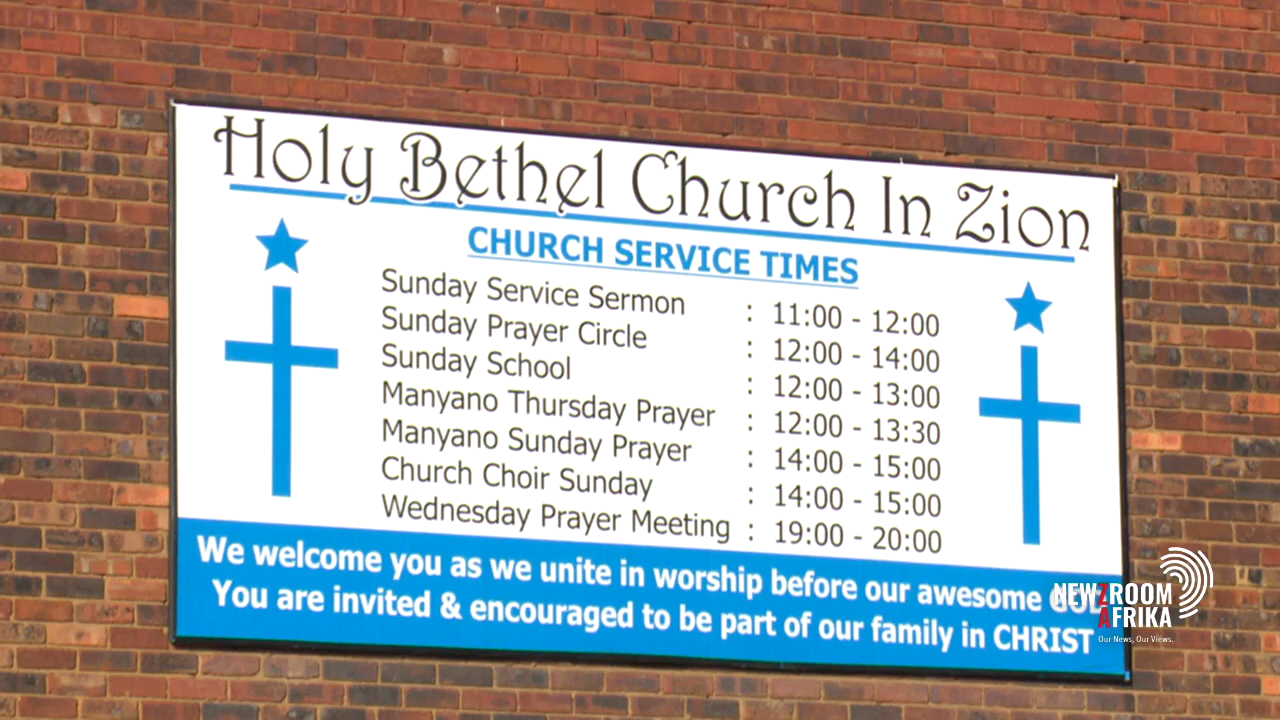 Holy Bethel Church In Zion
CHURCH SERVICE TIMES
Sunday Service Sermon : 11:00 - 12:00
Sunday Prayer Circle : 12:00 - 14:00
Sunday School : 12:00 - 13:00
Manyano Thursday Prayer : 12:00 - 13:30
Manyano Sunday Prayer : 14:00 - 15:00
Church Choir Sunday : 14:00 - 15:00
Wednesday Prayer Meeting : 19:00 - 20:00
We welcome you as we unite in worship before our awesome
You are invited & encouraged to be part of our family in CHRIST
NEWZROOM
AFRIKA
Our News, Our Views.